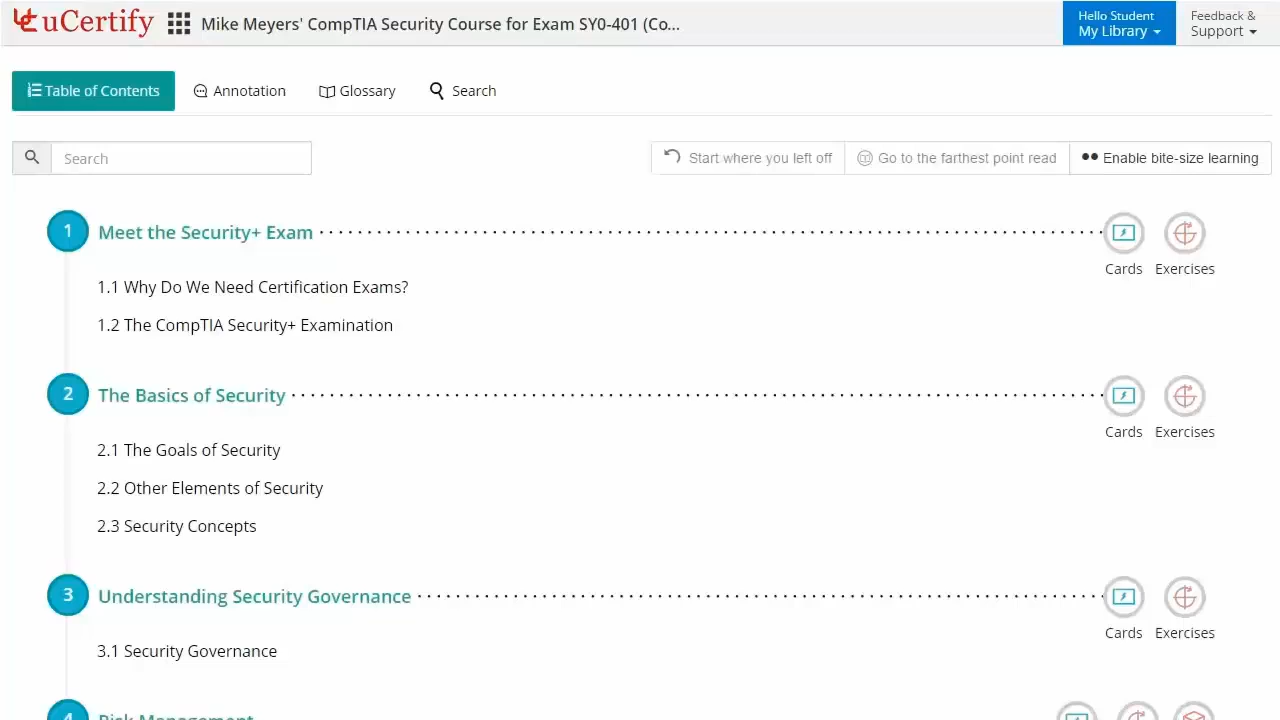 uCertify Mike Meyers' CompTIA Security Course for Exam SY0-401 (Co...
Hello Student
My Library
Feedback &
Support
Table of Contents Annotation Glossary Search
Search
Start where you left off Go to the farthest point read Enable bite-size learning
1 Meet the Security+ Exam
Cards Exercises
1.1 Why Do We Need Certification Exams?
1.2 The CompTIA Security+ Examination
2 The Basics of Security
Cards Exercises
2.1 The Goals of Security
2.2 Other Elements of Security
2.3 Security Concepts
3 Understanding Security Governance
Cards Exercises
3.1 Security Governance
4 Risk Management